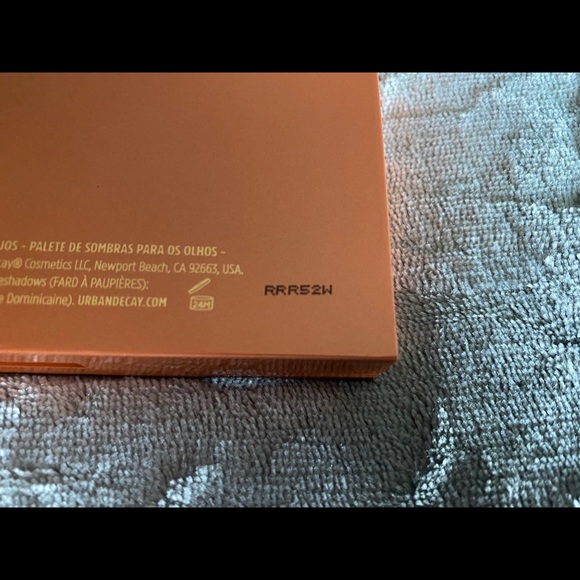 JOS - PALETE DE SOMBRAS PARA OS OLHOS -
cay® Cosmetics LLC, Newport Beach, CA 92663, USA.
eshadows (FARD À PAUPIÈRES):
e Dominicaine). URBANDECAY.COM
24M
RRR52W